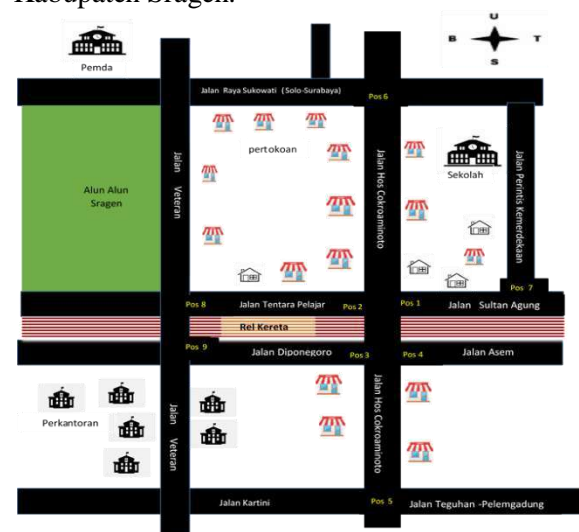 Kabupaten Sragen.
U
B T
S
Pemda
Jalan Raya Sukowati (Solo-Surabaya)
Pos 6
pertokoan
Sekolah
Alun Alun
Sragen
Jalan Veteran
Jalan Hos Cokroaminoto
Jalan Perintis Kemerdekaan
Pos 7
Pos 8
Jalan Tentara Pelajar
Pos 2
Pos 1
Jalan Sultan Agung
Rel Kereta
Pos 9
Jalan Diponegoro
Pos 3
Pos 4
Jalan Asem
Perkantoran
Jalan Veteran
Jalan Hos Cokroaminoto
Jalan Kartini
Pos 5
Jalan Teguhan -Pelemgadung